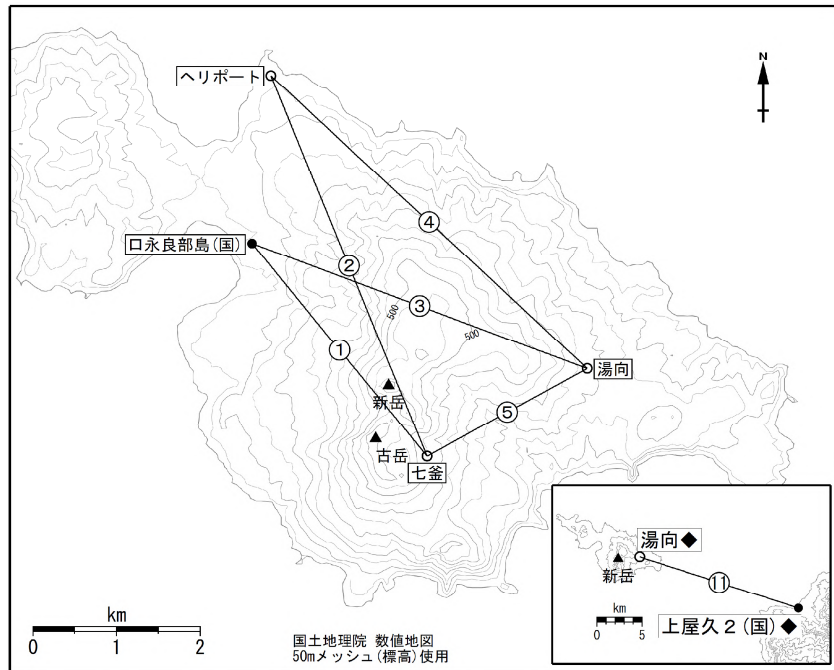 N
ヘリポート
④
口永良部島(国)
②
③
500
500
①
湯向
新岳
⑤
古岳
七釜
湯向◆
新岳
⑪
km
0 5
上屋久2(国)◆
km
0 1 2
国土地理院 数値地図
50mメッシュ(標高)使用